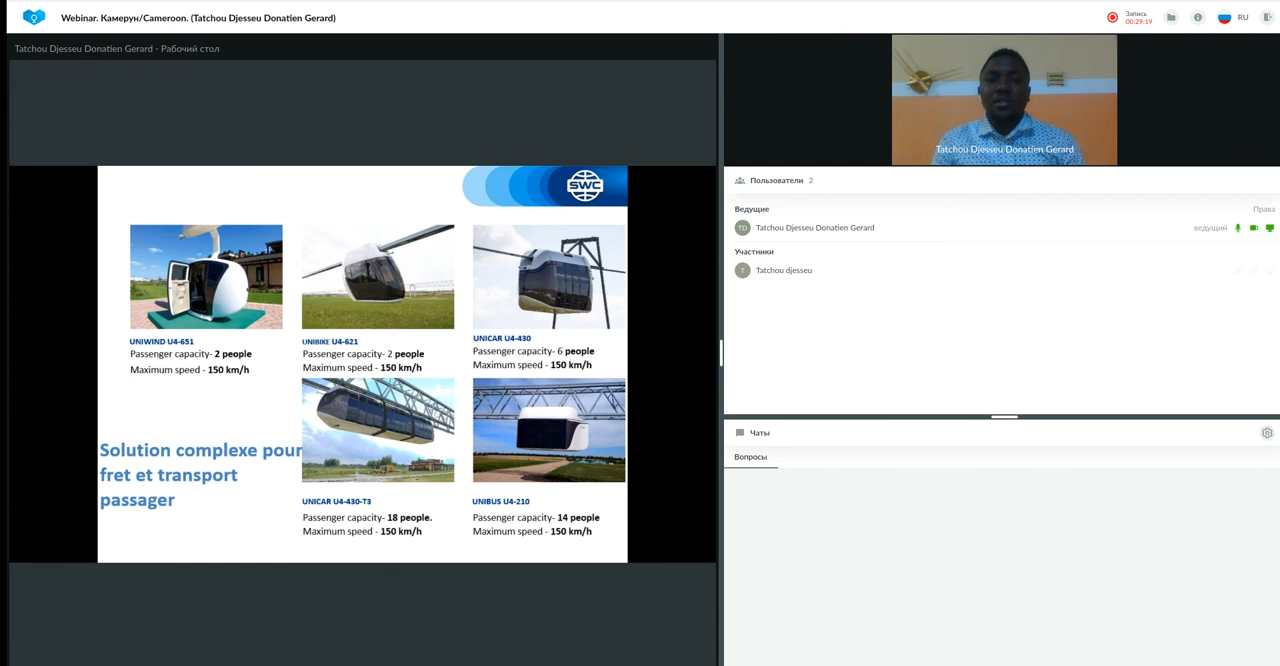 Webinar. Камерун/Cameroon. (Tatchou Djesseu Donatien Gerard)
Запись
00:29:19
RU
Tatchou Djesseu Donatien Gerard - Рабочий стол
SWC
UNIWIND U4-651
Passenger capacity- 2 people
Maximum speed - 150 km/h
UNIBIKE U4-621
Passenger capacity- 2 people
Maximum speed - 150 km/h
UNICAR U4-430
Passenger capacity- 6 people
Maximum speed - 150 km/h
Solution complexe pour
fret et transport
passager
UNICAR U4-430-T3
Passenger capacity- 18 people.
Maximum speed - 150 km/h
UNIBUS U4-210
Passenger capacity- 14 people
Maximum speed - 150 km/h
Tatchou Djesseu Donatien Gerard
Пользователи 2
Ведущие Права
TD Tatchou Djesseu Donatien Gerard ведущий
Участники
T Tatchou djesseu
Чаты
Вопросы